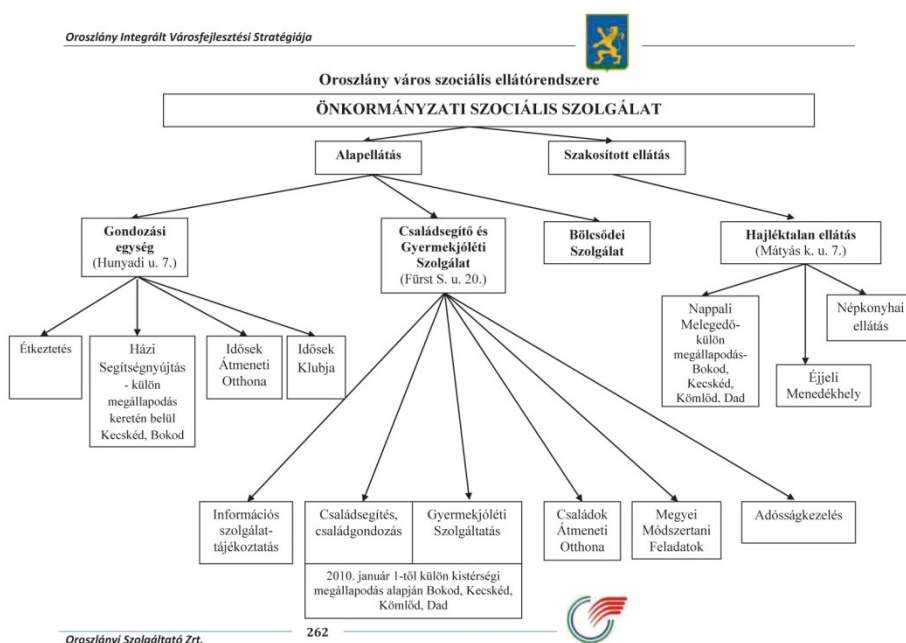 Oroszlány Integrált Városfejlesztési Stratégiája
Oroszlány város szociális ellátórendszere
ÖNKORMÁNYZATI SZOCIÁLIS SZOLGÁLAT
Alapellátás
Szakosított ellátás
Gondozási
egység
(Hunyadi u. 7.)
Családsegítő és
Gyermekjóléti
Szolgálat
(Fürst S. u. 20.)
Bölcsődei
Szolgálat
Hajléktalan ellátás
(Mátyás k. u. 7.)
Étkeztetés
Házi
Segítségnyújtás
- külön
megállapodás
keretén belül
Kecskéd, Bokod
Idősek
Átmeneti
Otthona
Idősek
Klubja
Nappali
Melegedő-
külön
megállapodás-
Bokod,
Kecskéd,
Kömlőd. Dad
Éjjeli
Menedékhely
Népkonyhai
ellátás
Információs
szolgálat-
tájékoztatás
Családsegítés,
családgondozás
Gyermekjóléti
Szolgáltatás
2010. január 1-től külön kistérségi
megállapodás alapján Bokod, Kecskéd,
Kömlőd, Dad
Családok
Átmeneti
Otthona
Megyei
Módszertani
Feladatok
Adósságkezelés
262
Oroszlányi Szolgáltató Zrt.